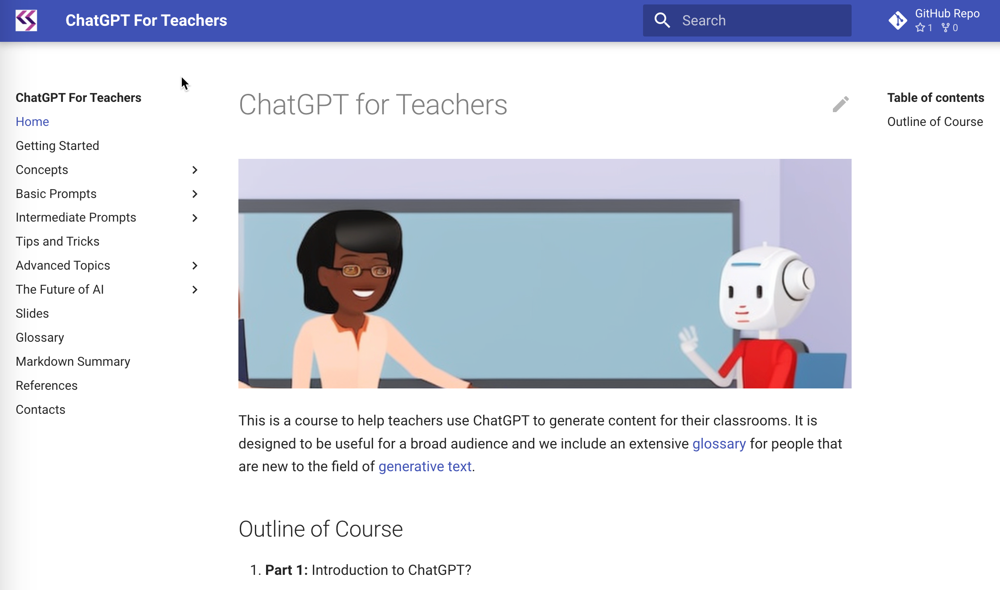 ChatGPT For Teachers
Search
GitHub Repo
1 0
ChatGPT For Teachers
Home
Getting Started
Concepts
Basic Prompts
Intermediate Prompts
Tips and Tricks
Advanced Topics
The Future of AI
Slides
Glossary
Markdown Summary
References
Contacts
ChatGPT for Teachers
This is a course to help teachers use ChatGPT to generate content for their classrooms. It is
designed to be useful for a broad audience and we include an extensive glossary for people that
are new to the field of generative text.
Outline of Course
1. Part 1: Introduction to ChatGPT?
Table of contents
Outline of Course